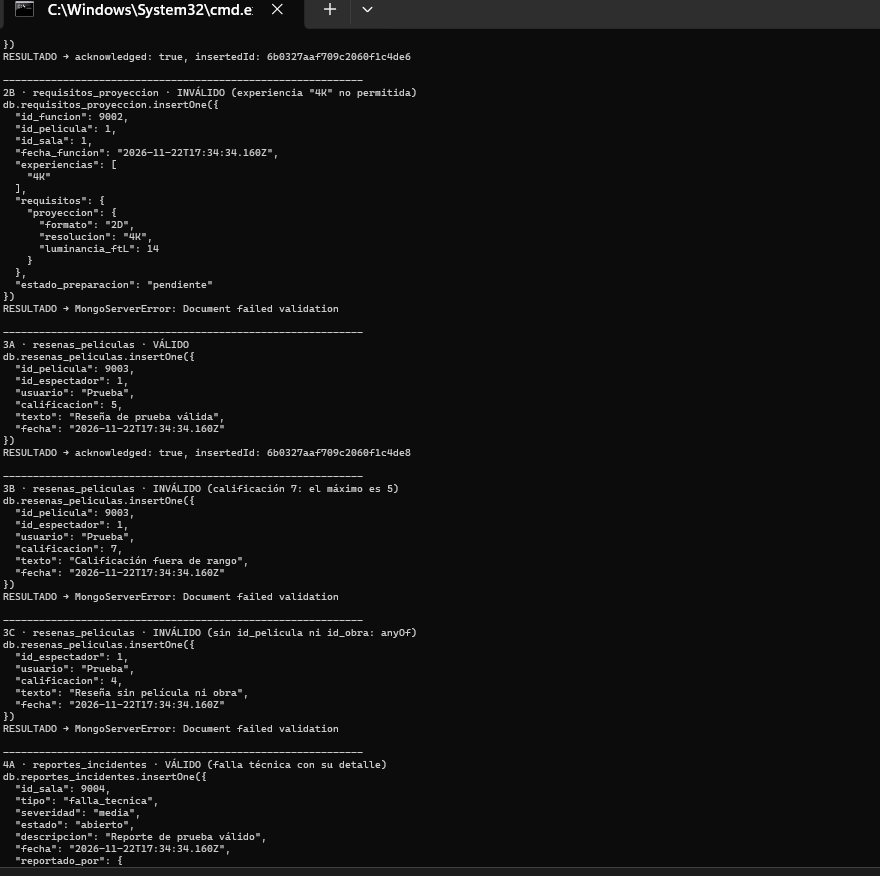 C:\Windows\System32\cmd.e
})
RESULTADO → acknowledged: true, insertedId: 6b0327aaf709c2060f1c4de6
────────────────────────────────────────────────────────────
2B · requisitos_proyeccion · INVÁLIDO (experiencia "4K" no permitida)
db.requisitos_proyeccion.insertOne({
  "id_funcion": 9002,
  "id_pelicula": 1,
  "id_sala": 1,
  "fecha_funcion": "2026-11-22T17:34:34.160Z",
  "experiencias": [
    "4K"
  ],
  "requisitos": {
    "proyeccion": {
      "formato": "2D",
      "resolucion": "4K",
      "luminancia_ftL": 14
    }
  },
  "estado_preparacion": "pendiente"
})
RESULTADO → MongoServerError: Document failed validation
────────────────────────────────────────────────────────────
3A · resenas_peliculas · VÁLIDO
db.resenas_peliculas.insertOne({
  "id_pelicula": 9003,
  "id_espectador": 1,
  "usuario": "Prueba",
  "calificacion": 5,
  "texto": "Reseña de prueba válida",
  "fecha": "2026-11-22T17:34:34.160Z"
})
RESULTADO → acknowledged: true, insertedId: 6b0327aaf709c2060f1c4de8
────────────────────────────────────────────────────────────
3B · resenas_peliculas · INVÁLIDO (calificación 7: el máximo es 5)
db.resenas_peliculas.insertOne({
  "id_pelicula": 9003,
  "id_espectador": 1,
  "usuario": "Prueba",
  "calificacion": 7,
  "texto": "Calificación fuera de rango",
  "fecha": "2026-11-22T17:34:34.160Z"
})
RESULTADO → MongoServerError: Document failed validation
────────────────────────────────────────────────────────────
3C · resenas_peliculas · INVÁLIDO (sin id_pelicula ni id_obra: anyOf)
db.resenas_peliculas.insertOne({
  "id_espectador": 1,
  "usuario": "Prueba",
  "calificacion": 4,
  "texto": "Reseña sin película ni obra",
  "fecha": "2026-11-22T17:34:34.160Z"
})
RESULTADO → MongoServerError: Document failed validation
────────────────────────────────────────────────────────────
4A · reportes_incidentes · VÁLIDO (falla técnica con su detalle)
db.reportes_incidentes.insertOne({
  "id_sala": 9004,
  "tipo": "falla_tecnica",
  "severidad": "media",
  "estado": "abierto",
  "descripcion": "Reporte de prueba válido",
  "fecha": "2026-11-22T17:34:34.160Z",
  "reportado_por": {